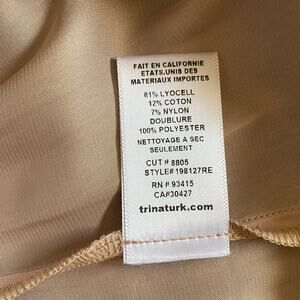 FAIT EN CALIFORNIE
ETATS.UNIS DES
MATERIAUX IMPORTES
81% LYOCELL
12% COTON
7% NYLON
DOUBLURE
100% POLYESTER
NETTOYAGE A SEC
SEULEMENT
CUT # 8805
STYLE# 198127RE
RN # 93415
CA#30427
trinaturk.com